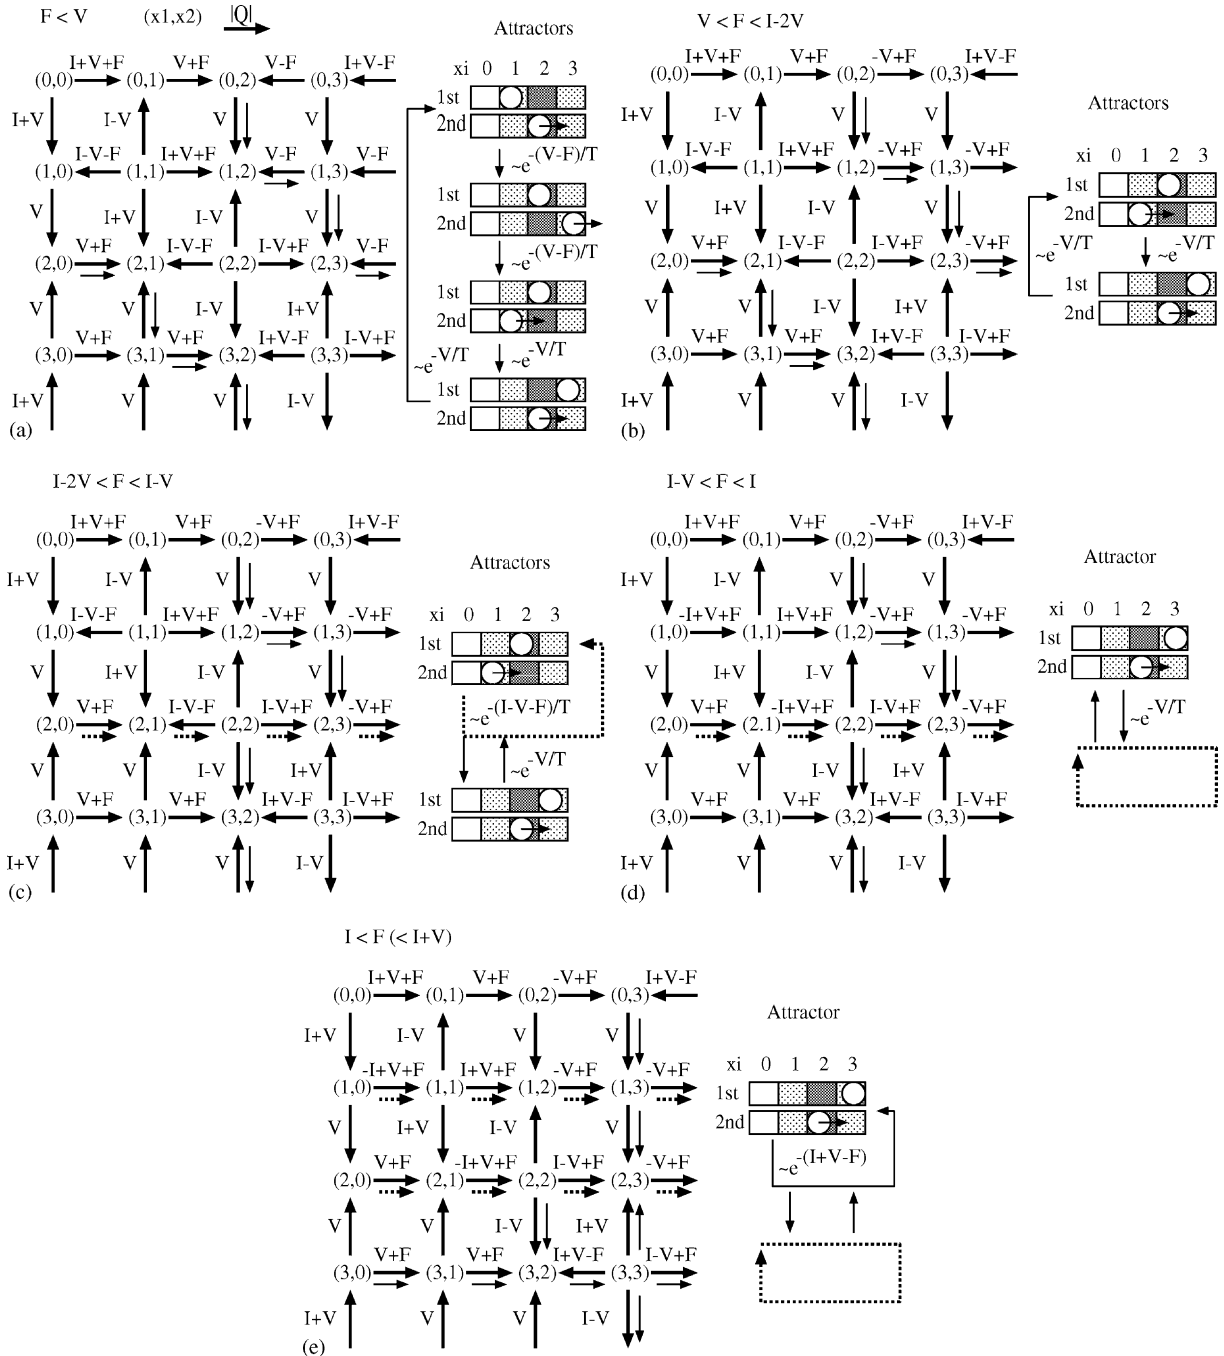 F < V (x1,x2) |Q|
I+V+F V+F V-F I+V-F
(0,0) (0,1) (0,2) (0,3)
I+V I-V V V
I-V-F I+V+F V-F V-F
(1,0) (1,1) (1,2) (1,3)
V I+V I-V V
V+F I-V-F I-V+F V-F
(2,0) (2,1) (2,2) (2,3)
V V I-V I+V
V+F V+F I+V-F I-V+F
(3,0) (3,1) (3,2) (3,3)
I+V V V I-V
(a)
Attractors
xi 0 1 2 3
1st
2nd
~e-(V-F)/T
1st
2nd
~e-(V-F)/T
1st
2nd
~e-V/T ~e-V/T
1st
2nd
V < F < I-2V
I+V+F V+F -V+F I+V-F
(0,0) (0,1) (0,2) (0,3)
I+V I-V V V
I-V-F I+V+F -V+F -V+F
(1,0) (1,1) (1,2) (1,3)
V I+V I-V V
V+F I-V-F I-V+F -V+F
(2,0) (2,1) (2,2) (2,3)
V V I-V I+V
V+F V+F I+V-F I-V+F
(3,0) (3,1) (3,2) (3,3)
I+V V V I-V
(b)
Attractors
xi 0 1 2 3
1st
2nd
~e-V/T ~e-V/T
1st
2nd
I-2V < F < I-V
I+V+F V+F -V+F I+V-F
(0,0) (0,1) (0,2) (0,3)
I+V I-V V V
I-V-F I+V+F -V+F -V+F
(1,0) (1,1) (1,2) (1,3)
V I+V I-V V
V+F I-V-F I-V+F -V+F
(2,0) (2,1) (2,2) (2,3)
V V I-V I+V
V+F V+F I+V-F I-V+F
(3,0) (3,1) (3,2) (3,3)
I+V V V I-V
(c)
Attractors
xi 0 1 2 3
1st
2nd
~e-(I-V-F)/T
~e-V/T
1st
2nd
I-V < F < I
I+V+F V+F -V+F I+V-F
(0,0) (0,1) (0,2) (0,3)
I+V I-V V V
-I+V+F I+V+F -V+F -V+F
(1,0) (1,1) (1,2) (1,3)
V I+V I-V V
V+F -I+V+F I-V+F -V+F
(2,0) (2,1) (2,2) (2,3)
V V I-V I+V
V+F V+F I+V-F I-V+F
(3,0) (3,1) (3,2) (3,3)
I+V V V I-V
(d)
Attractor
xi 0 1 2 3
1st
2nd
~e-V/T
I < F (< I+V)
I+V+F V+F -V+F I+V-F
(0,0) (0,1) (0,2) (0,3)
I+V I-V V V
-I+V+F I+V+F -V+F -V+F
(1,0) (1,1) (1,2) (1,3)
V I+V I-V V
V+F -I+V+F I-V+F -V+F
(2,0) (2,1) (2,2) (2,3)
V V I-V I+V
V+F V+F I+V-F I-V+F
(3,0) (3,1) (3,2) (3,3)
I+V V V I-V
(e)
Attractor
xi 0 1 2 3
1st
2nd
~e-(I+V-F)